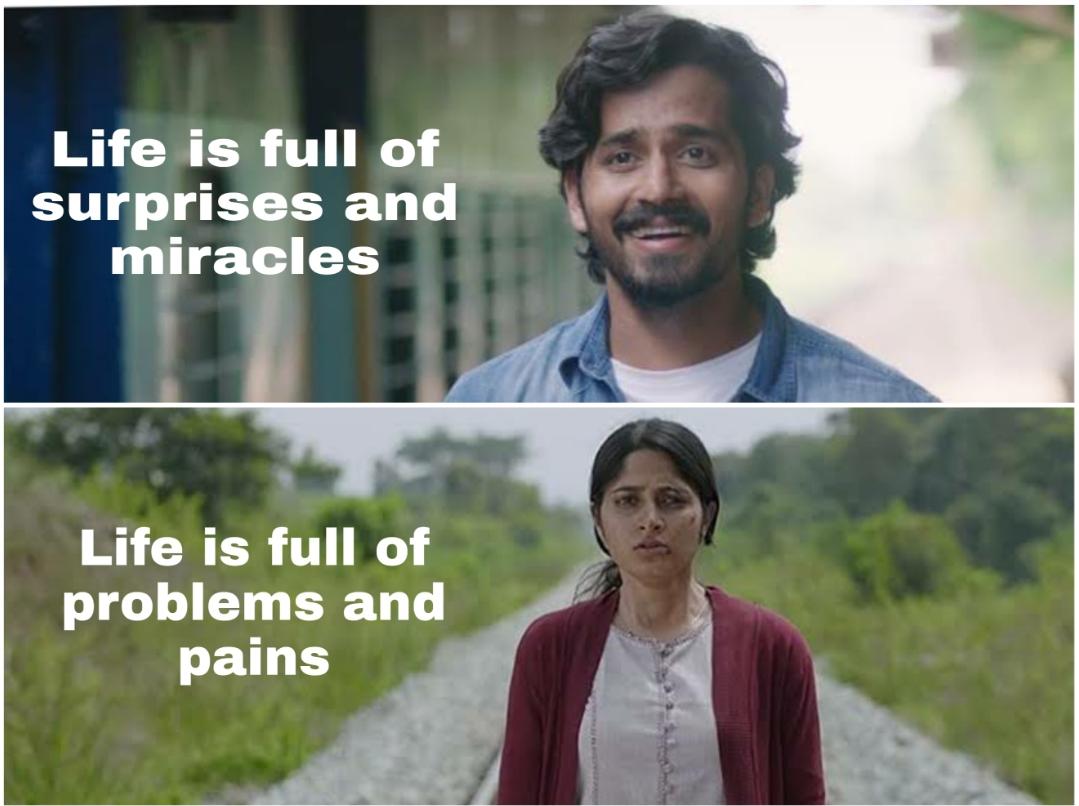 Life is full of
surprises and
miracles
Life is full of
problems and
pains